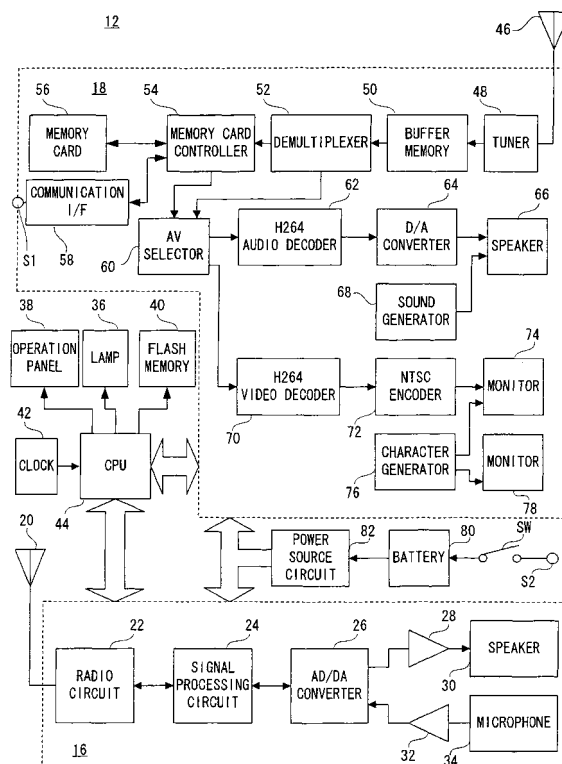 12
46
56
18
54
52
50
48
MEMORY
CARD
MEMORY CARD
CONTROLLER
DEMULTIPLEXER
BUFFER
MEMORY
TUNER
COMMUNICATION
I/F
62
64
66
S1
58
60
AV
SELECTOR
H264
AUDIO DECODER
D/A
CONVERTER
SPEAKER
68
SOUND
GENERATOR
38
36
40
74
OPERATION
PANEL
LAMP
FLASH
MEMORY
H264
VIDEO DECODER
NTSC
ENCODER
MONITOR
42
70
72
CLOCK
CPU
76
CHARACTER
GENERATOR
MONITOR
44
78
20
82
80
SW
POWER
SOURCE
CIRCUIT
BATTERY
S2
22
24
26
28
RADIO
CIRCUIT
SIGNAL
PROCESSING
CIRCUIT
AD/DA
CONVERTER
SPEAKER
30
MICROPHONE
16
32
34